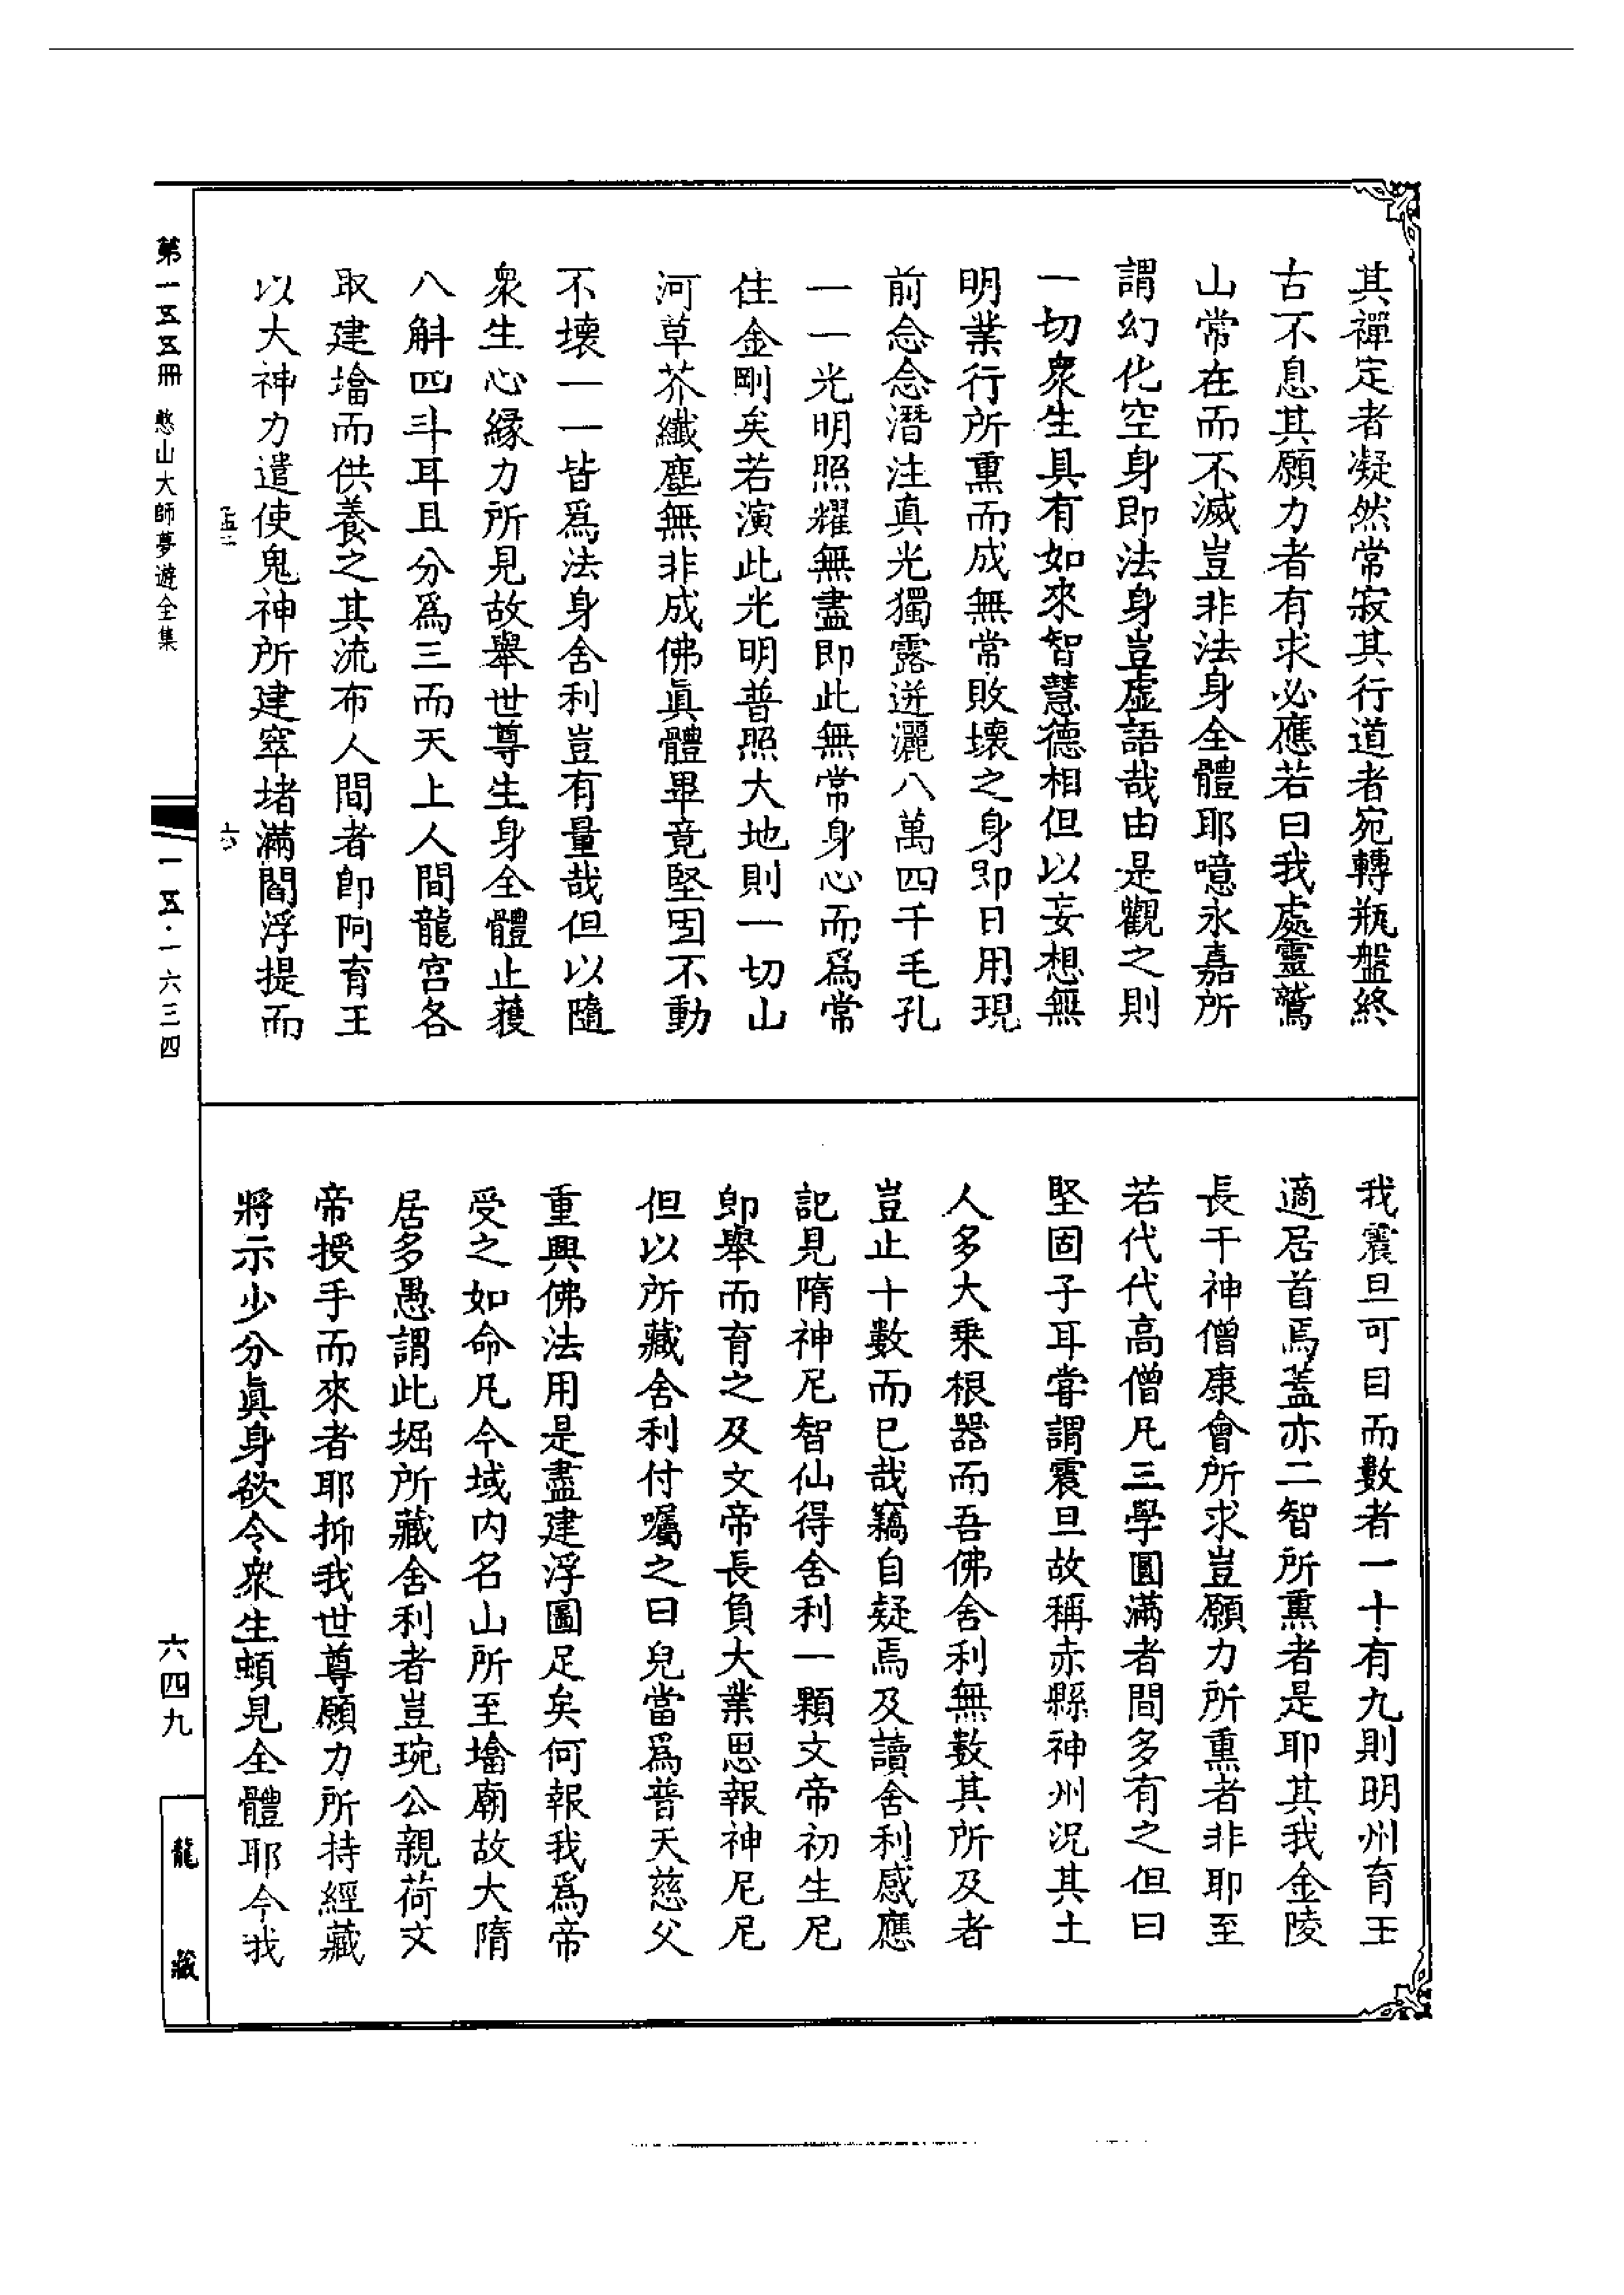 其禪定者凝然常寂其行道者宛轉瓶盤終
古不息其願力者有求必應若曰我處靈鷲
山常在而不滅豈非法身全體耶噫永嘉所
謂幻化空身即法身豈虛語哉由是觀之則
一切衆生具有如來智慧德相但以妄想無
明業行所熏而成無常敗壞之身即日用現
前念念潛注真光獨露迸灑八萬四千毛孔
一一光明照耀無盡即此無常身心而爲常
住金剛矣若演此光明普照大地則一切山
河草芥纖塵無非成佛眞體畢竟堅固不動
不壞一一皆爲法身舍利豈有量哉但以隨
衆生心緣力所見故舉世尊生身全體止獲
八斛四斗耳且分爲三而天上人間龍宮各
取建墖而供養之其流布人間者即阿育王
以大神力遣使鬼神所建窣堵滿閻浮提而
六
我震旦可目而數者一十有九則明州育王
適居首焉蓋亦二智所熏者是耶其我金陵
長干神僧康會所求豈願力所熏者非耶至
若代代高僧凡三學圓滿者間多有之但曰
堅固子耳甞謂震旦故稱赤縣神州況其土
人多大乗根器而吾佛舍利無數其所及者
豈止十數而已哉竊自疑焉及讀舍利感應
記見隋神尼智仙得舍利一顆文帝初生尼
即舉而育之及文帝長負大業思報神尼尼
但以所藏舍利付囑之曰兒當爲普天慈父
重興佛法用是盡建浮圖足矣何報我爲帝
受之如命凡今域内名山所至墖廟故大隋
居多愚謂此堀所藏舍利者豈琬公親荷文
帝授手而來者耶抑我世尊願力所持經藏
將示少分眞身欲令衆生頓見全體耶今我
第一五五冊 憨山大師夢遊全集
一五·一六三四
六四九
龍藏